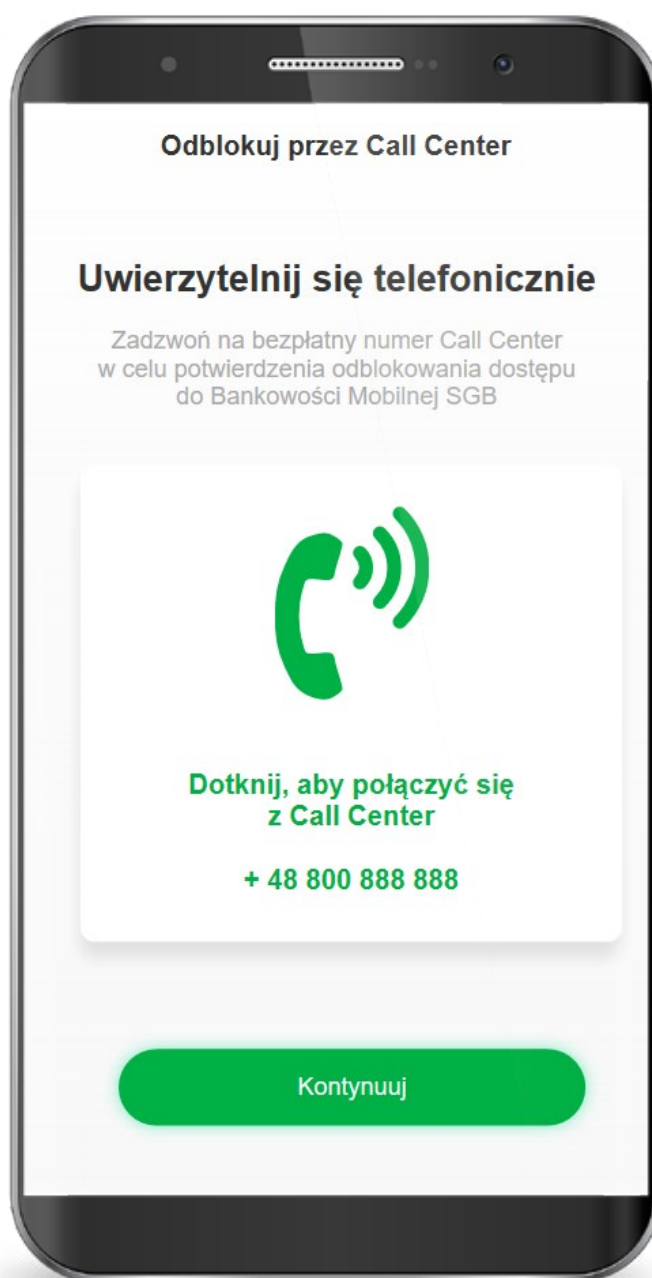 Odblokuj przez Call Center
Uwierzytelnij się telefonicznie
Zadzwoń na bezpłatny numer Call Center
w celu potwierdzenia odblokowania dostępu
do Bankowości Mobilnej SGB
Dotknij, aby połączyć się
z Call Center
+ 48 800 888 888
Kontynuuj